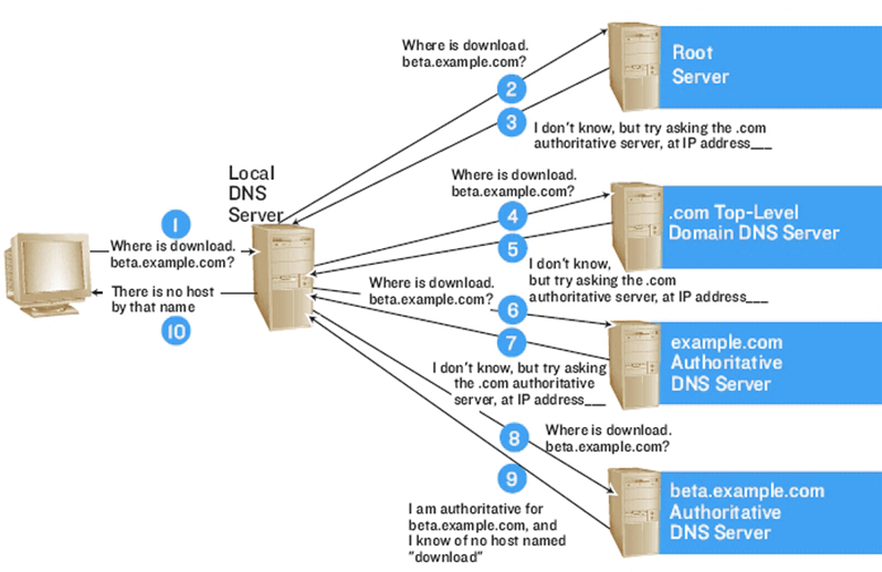 Where is download.
beta.example.com?
2
3
Root
Server
I don't know, but try asking the .com
authoritative server, at IP address___
Local
DNS
Server
Where is download.
beta.example.com?
4
5
.com Top-Level
Domain DNS Server
I don't know,
but try asking the .com
authoritative server, at IP address___
1
Where is download.
beta.example.com?
There is no host
by that name
10
Where is download.
beta.example.com?
6
7
example.com
Authoritative
DNS Server
I don't know, but try asking
the .com authoritative
server, at IP address___
8
Where is download.
beta.example.com?
9
I am authoritative for
beta.example.com, and
I know of no host named
"download"
beta.example.com
Authoritative
DNS Server